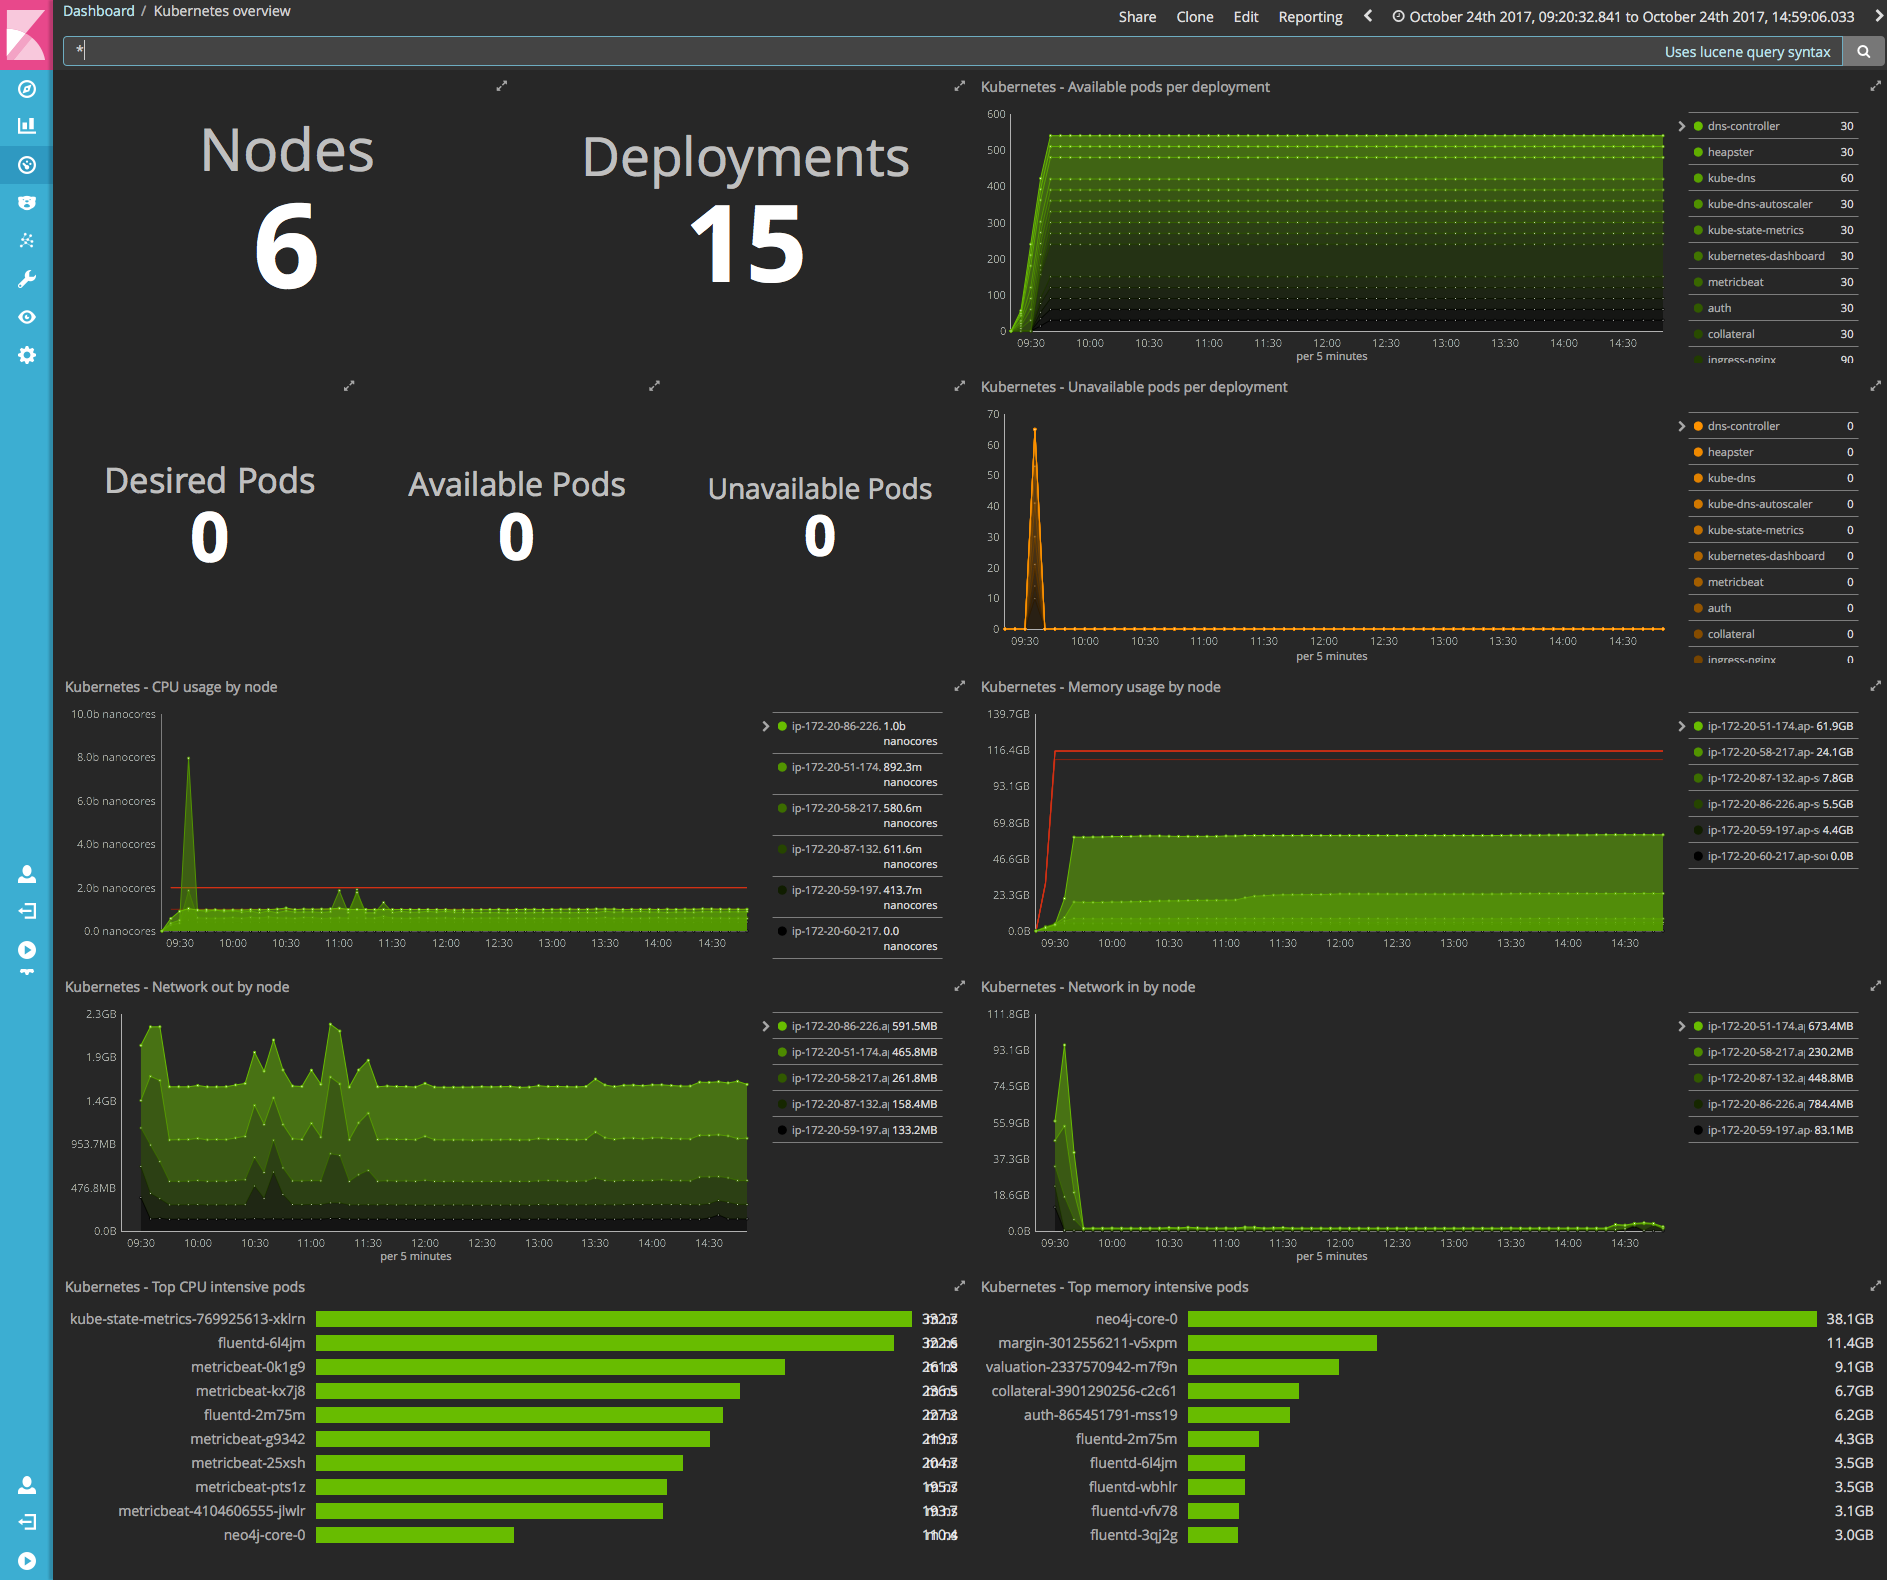 Dashboard / Kubernetes overview
Share Clone Edit Reporting October 24th 2017, 09:20:32.841 to October 24th 2017, 14:59:06.033
*
Uses lucene query syntax
Nodes
6
Deployments
15
Kubernetes - Available pods per deployment
600
500
400
300
200
100
0
09:30 10:00 10:30 11:00 11:30 12:00 12:30 13:00 13:30 14:00 14:30
per 5 minutes
dns-controller 30
heapster 30
kube-dns 60
kube-dns-autoscaler 30
kube-state-metrics 30
kubernetes-dashboard 30
metricbeat 30
auth 30
collateral 30
ingress-nginx 90
Desired Pods
0
Available Pods
0
Unavailable Pods
0
Kubernetes - Unavailable pods per deployment
70
60
50
40
30
20
10
0
09:30 10:00 10:30 11:00 11:30 12:00 12:30 13:00 13:30 14:00 14:30
per 5 minutes
dns-controller 0
heapster 0
kube-dns 0
kube-dns-autoscaler 0
kube-state-metrics 0
kubernetes-dashboard 0
metricbeat 0
auth 0
collateral 0
ingress-nginx 0
Kubernetes - CPU usage by node
10.0b nanocores
8.0b nanocores
6.0b nanocores
4.0b nanocores
2.0b nanocores
0.0 nanocores
09:30 10:00 10:30 11:00 11:30 12:00 12:30 13:00 13:30 14:00 14:30
ip-172-20-86-226. 1.0b
nanocores
ip-172-20-51-174. 892.3m
nanocores
ip-172-20-58-217. 580.6m
nanocores
ip-172-20-87-132. 611.6m
nanocores
ip-172-20-59-197. 413.7m
nanocores
ip-172-20-60-217. 0.0
nanocores
Kubernetes - Memory usage by node
139.7GB
116.4GB
93.1GB
69.8GB
46.6GB
23.3GB
0.0B
09:30 10:00 10:30 11:00 11:30 12:00 12:30 13:00 13:30 14:00 14:30
ip-172-20-51-174.ap- 61.9GB
ip-172-20-58-217.ap- 24.1GB
ip-172-20-87-132.ap-s 7.8GB
ip-172-20-86-226.ap-s 5.5GB
ip-172-20-59-197.ap-s 4.4GB
ip-172-20-60-217.ap-sou 0.0B
Kubernetes - Network out by node
2.3GB
1.9GB
1.4GB
953.7MB
476.8MB
0.0B
09:30 10:00 10:30 11:00 11:30 12:00 12:30 13:00 13:30 14:00 14:30
per 5 minutes
ip-172-20-86-226.a 591.5MB
ip-172-20-51-174.a 465.8MB
ip-172-20-58-217.a 261.8MB
ip-172-20-87-132.a 158.4MB
ip-172-20-59-197.a 133.2MB
Kubernetes - Network in by node
111.8GB
93.1GB
74.5GB
55.9GB
37.3GB
18.6GB
0.0B
09:30 10:00 10:30 11:00 11:30 12:00 12:30 13:00 13:30 14:00 14:30
per 5 minutes
ip-172-20-51-174.a 673.4MB
ip-172-20-58-217.a 230.2MB
ip-172-20-87-132.a 448.8MB
ip-172-20-86-226.a 784.4MB
ip-172-20-59-197.ap- 83.1MB
Kubernetes - Top CPU intensive pods
kube-state-metrics-769925613-xklrn
fluentd-6l4jm
metricbeat-0k1g9
metricbeat-kx7j8
fluentd-2m75m
metricbeat-g9342
metricbeat-25xsh
metricbeat-pts1z
metricbeat-4104606555-jlwlr
neo4j-core-0
Kubernetes - Top memory intensive pods
neo4j-core-0 38.1GB
margin-3012556211-v5xpm 11.4GB
valuation-2337570942-m7f9n 9.1GB
collateral-3901290256-c2c61 6.7GB
auth-865451791-mss19 6.2GB
fluentd-2m75m 4.3GB
fluentd-6l4jm 3.5GB
fluentd-wbhlr 3.5GB
fluentd-vfv78 3.1GB
fluentd-3qj2g 3.0GB